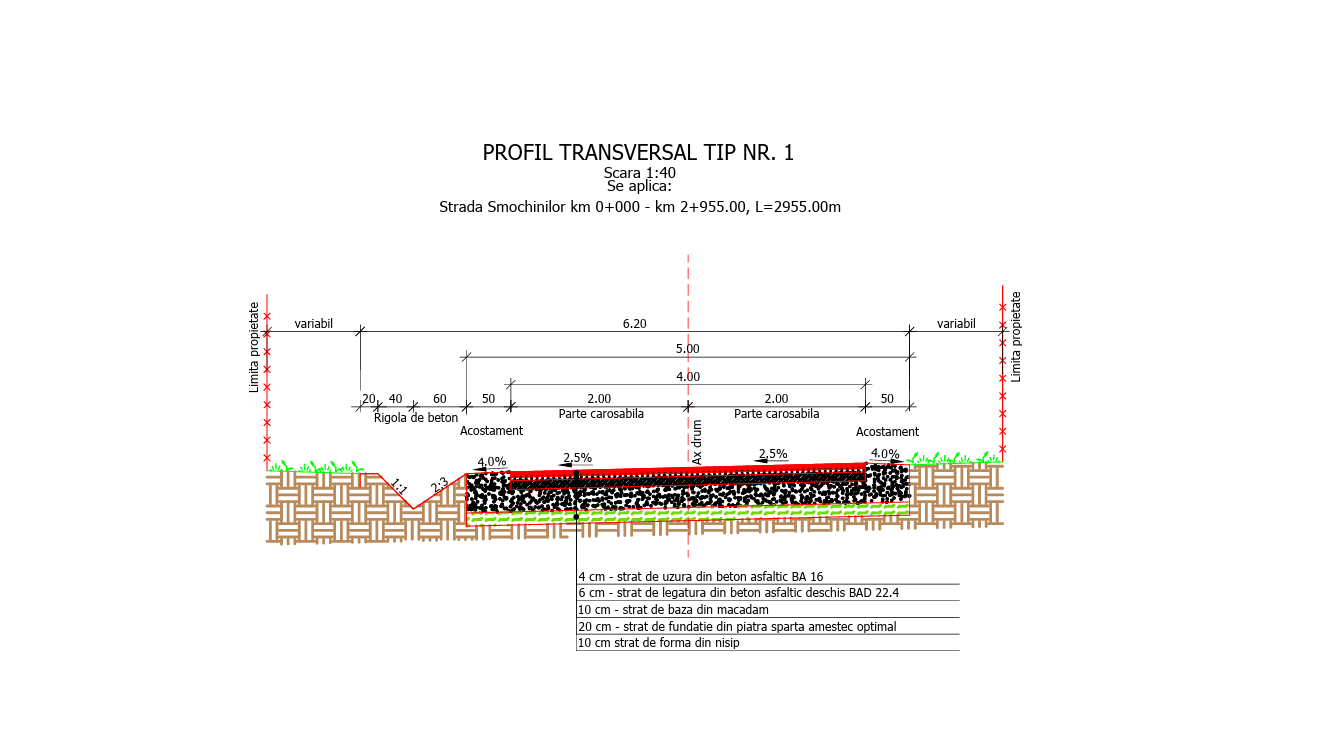 PROFIL TRANSVERSAL TIP NR. 1
Scara 1:40
Se aplica:
Strada Smochinilor km 0+000 - km 2+955.00, L=2955.00m
Limita propietate
variabil
6.20
variabil
Limita propietate
5.00
4.00
20
40
60
50
2.00
2.00
50
Rigola de beton
Parte carosabila
Parte carosabila
Acostament
Ax drum
Acostament
4.0%
2.5%
2.5%
4.0%
1:1
2:3
4 cm - strat de uzura din beton asfaltic BA 16
6 cm - strat de legatura din beton asfaltic deschis BAD 22.4
10 cm - strat de baza din macadam
20 cm - strat de fundatie din piatra sparta amestec optimal
10 cm strat de forma din nisip